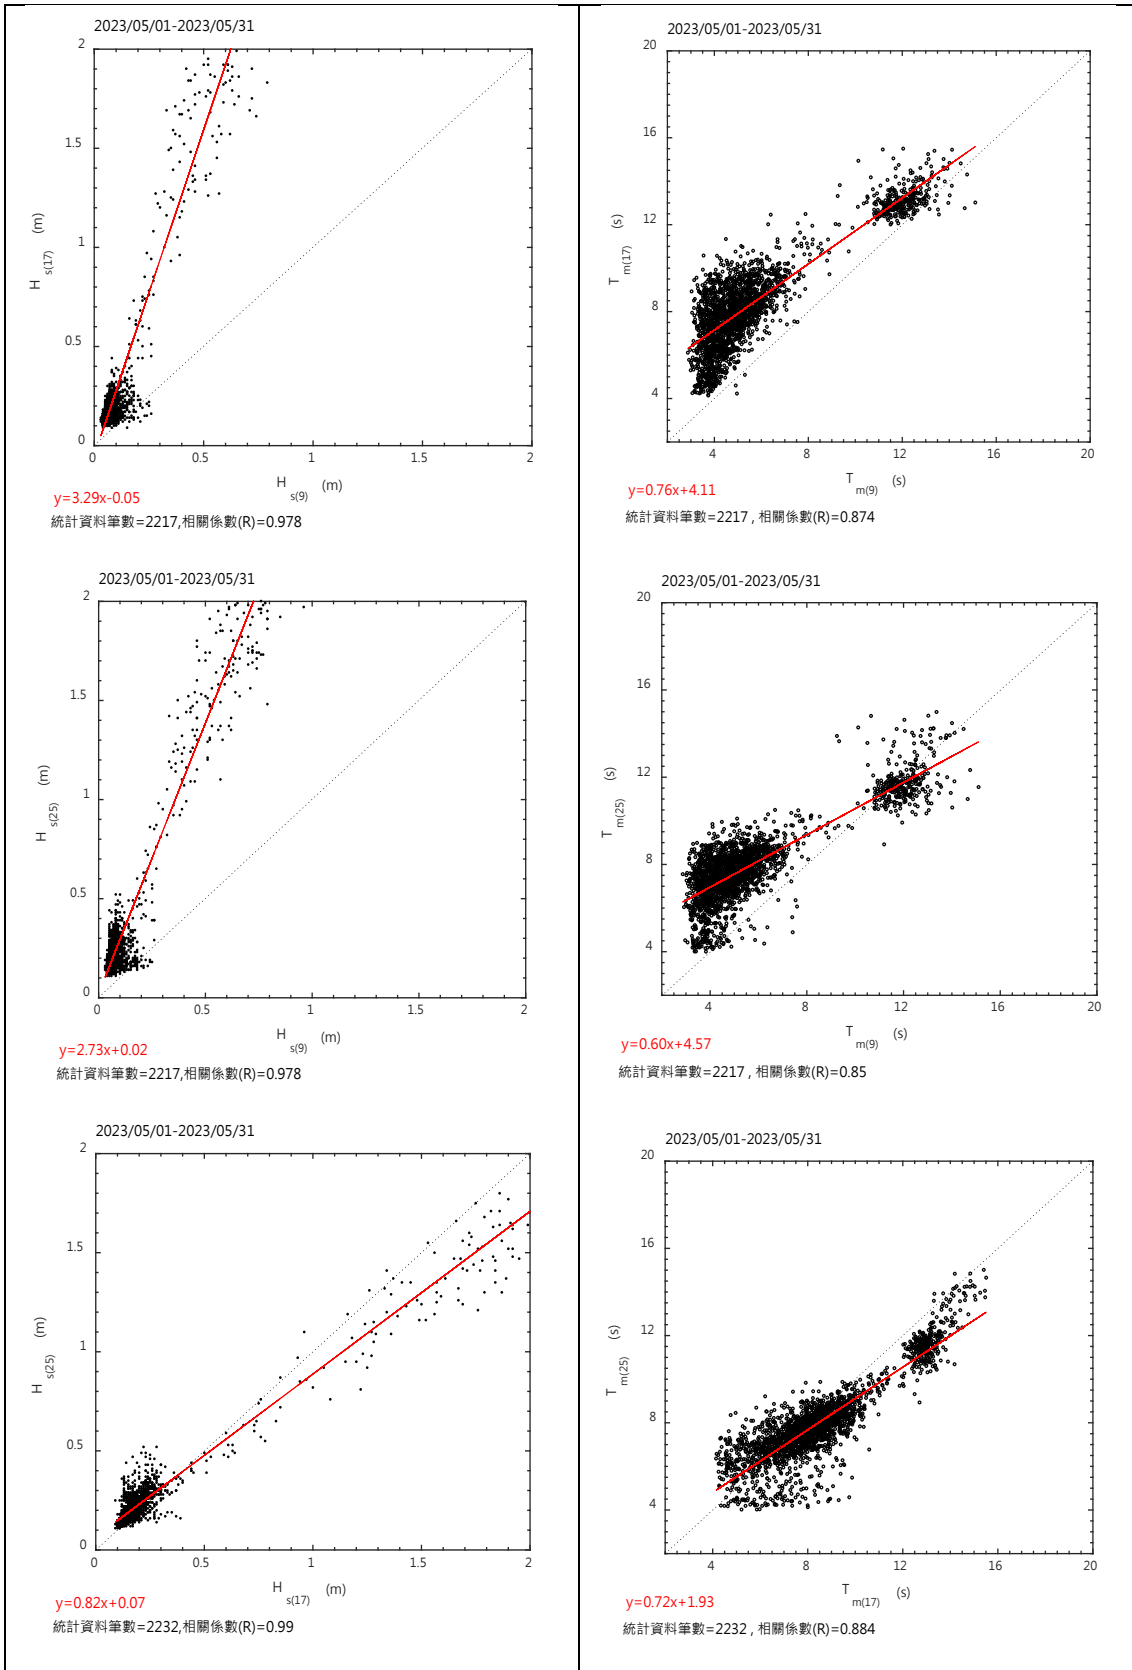 2023/05/01-2023/05/31
2
1.5
1
0.5
0
0
0.5
1
1.5
2
H s(17) (m)
H s(9) (m)
y=3.29x-0.05
統計資料筆數=2217,相關係數(R)=0.978
2023/05/01-2023/05/31
20
16
12
8
4
4
8
12
16
20
T m(17) (s)
T m(9) (s)
y=0.76x+4.11
統計資料筆數=2217 , 相關係數(R)=0.874
2023/05/01-2023/05/31
2
1.5
1
0.5
0
0
0.5
1
1.5
2
H s(25) (m)
H s(9) (m)
y=2.73x+0.02
統計資料筆數=2217,相關係數(R)=0.978
2023/05/01-2023/05/31
20
16
12
8
4
4
8
12
16
20
T m(25) (s)
T m(9) (s)
y=0.60x+4.57
統計資料筆數=2217 , 相關係數(R)=0.85
2023/05/01-2023/05/31
2
1.5
1
0.5
0
0
0.5
1
1.5
2
H s(25) (m)
H s(17) (m)
y=0.82x+0.07
統計資料筆數=2232,相關係數(R)=0.99
2023/05/01-2023/05/31
20
16
12
8
4
4
8
12
16
20
T m(25) (s)
T m(17) (s)
y=0.72x+1.93
統計資料筆數=2232 , 相關係數(R)=0.884